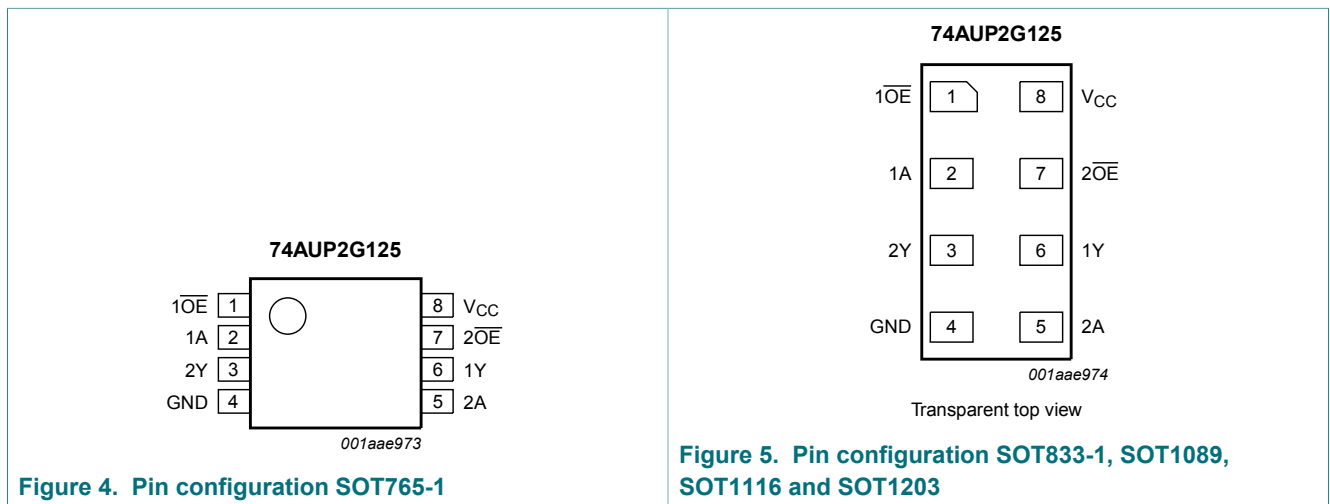 74AUP2G125
1OE 1
8 VCC
1A 2
7 2OE
2Y 3
6 1Y
GND 4
5 2A
001aae973
Figure 4. Pin configuration SOT765-1
74AUP2G125
1OE 1
8 VCC
1A 2
7 2OE
2Y 3
6 1Y
GND 4
5 2A
001aae974
Transparent top view
Figure 5. Pin configuration SOT833-1, SOT1089,
SOT1116 and SOT1203